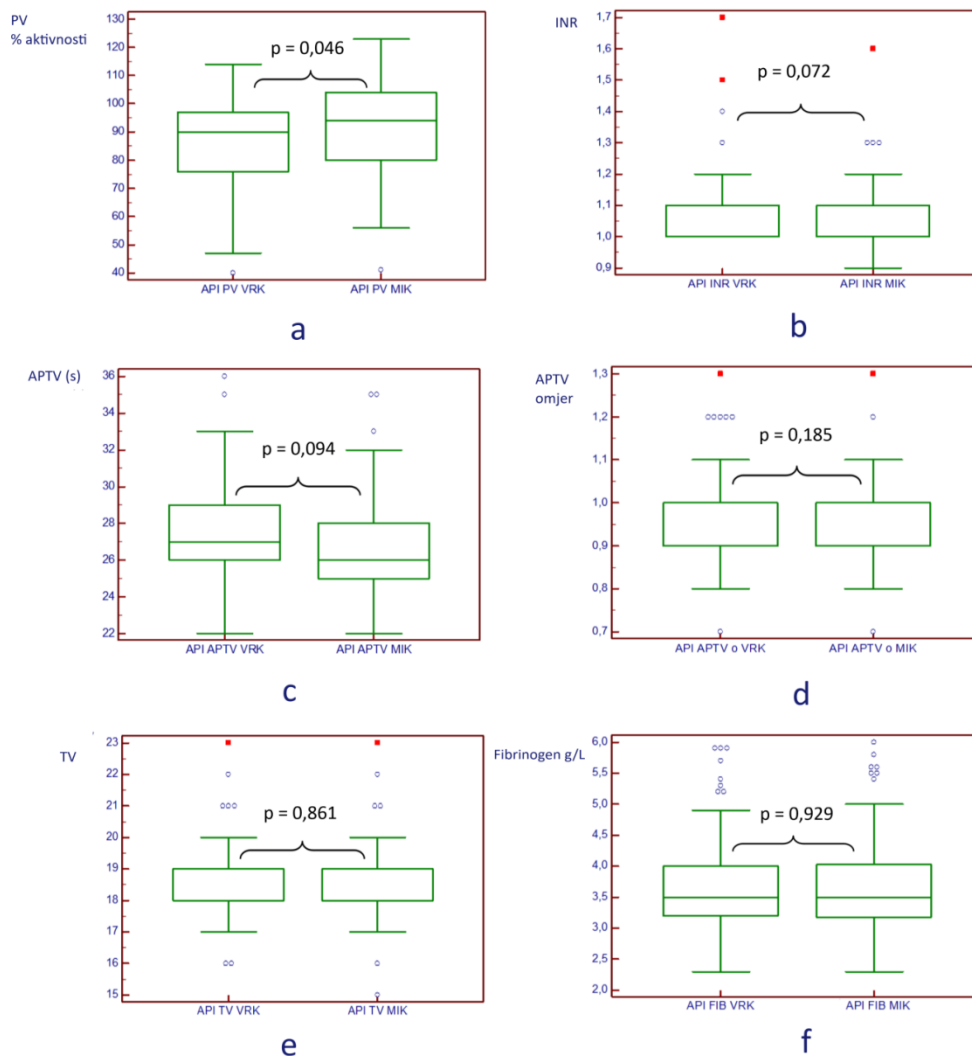 PV
% aktivnosti
130
120
110
100
90
80
70
60
50
40
p = 0,046
API PV VRK
API PV MIK
a
INR
1,7
1,6
1,5
1,4
1,3
1,2
1,1
1,0
0,9
p = 0,072
API INR VRK
API INR MIK
b
APTV (s)
36
34
32
30
28
26
24
22
p = 0,094
API APTV VRK
API APTV MIK
c
APTV
omjer
1,3
1,2
1,1
1,0
0,9
0,8
0,7
p = 0,185
API APTV o VRK
API APTV o MIK
d
TV
23
22
21
20
19
18
17
16
15
p = 0,861
API TV VRK
API TV MIK
e
Fibrinogen g/L
6,0
5,5
5,0
4,5
4,0
3,5
3,0
2,5
2,0
p = 0,929
API FIB VRK
API FIB MIK
f